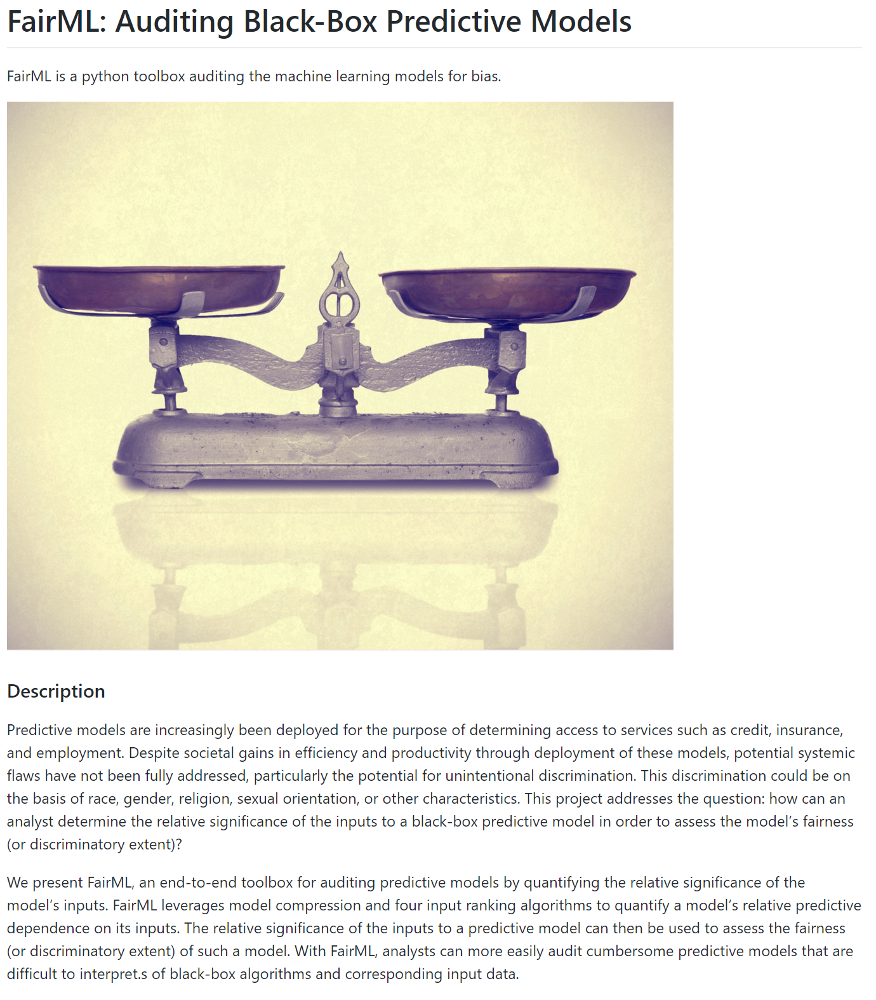 FairML: Auditing Black-Box Predictive Models
FairML is a python toolbox auditing the machine learning models for bias.
Description
Predictive models are increasingly been deployed for the purpose of determining access to services such as credit, insurance,
and employment. Despite societal gains in efficiency and productivity through deployment of these models, potential systemic
flaws have not been fully addressed, particularly the potential for unintentional discrimination. This discrimination could be on
the basis of race, gender, religion, sexual orientation, or other characteristics. This project addresses the question: how can an
analyst determine the relative significance of the inputs to a black-box predictive model in order to assess the model’s fairness
(or discriminatory extent)?
We present FairML, an end-to-end toolbox for auditing predictive models by quantifying the relative significance of the
model’s inputs. FairML leverages model compression and four input ranking algorithms to quantify a model’s relative predictive
dependence on its inputs. The relative significance of the inputs to a predictive model can then be used to assess the fairness
(or discriminatory extent) of such a model. With FairML, analysts can more easily audit cumbersome predictive models that are
difficult to interpret.s of black-box algorithms and corresponding input data.